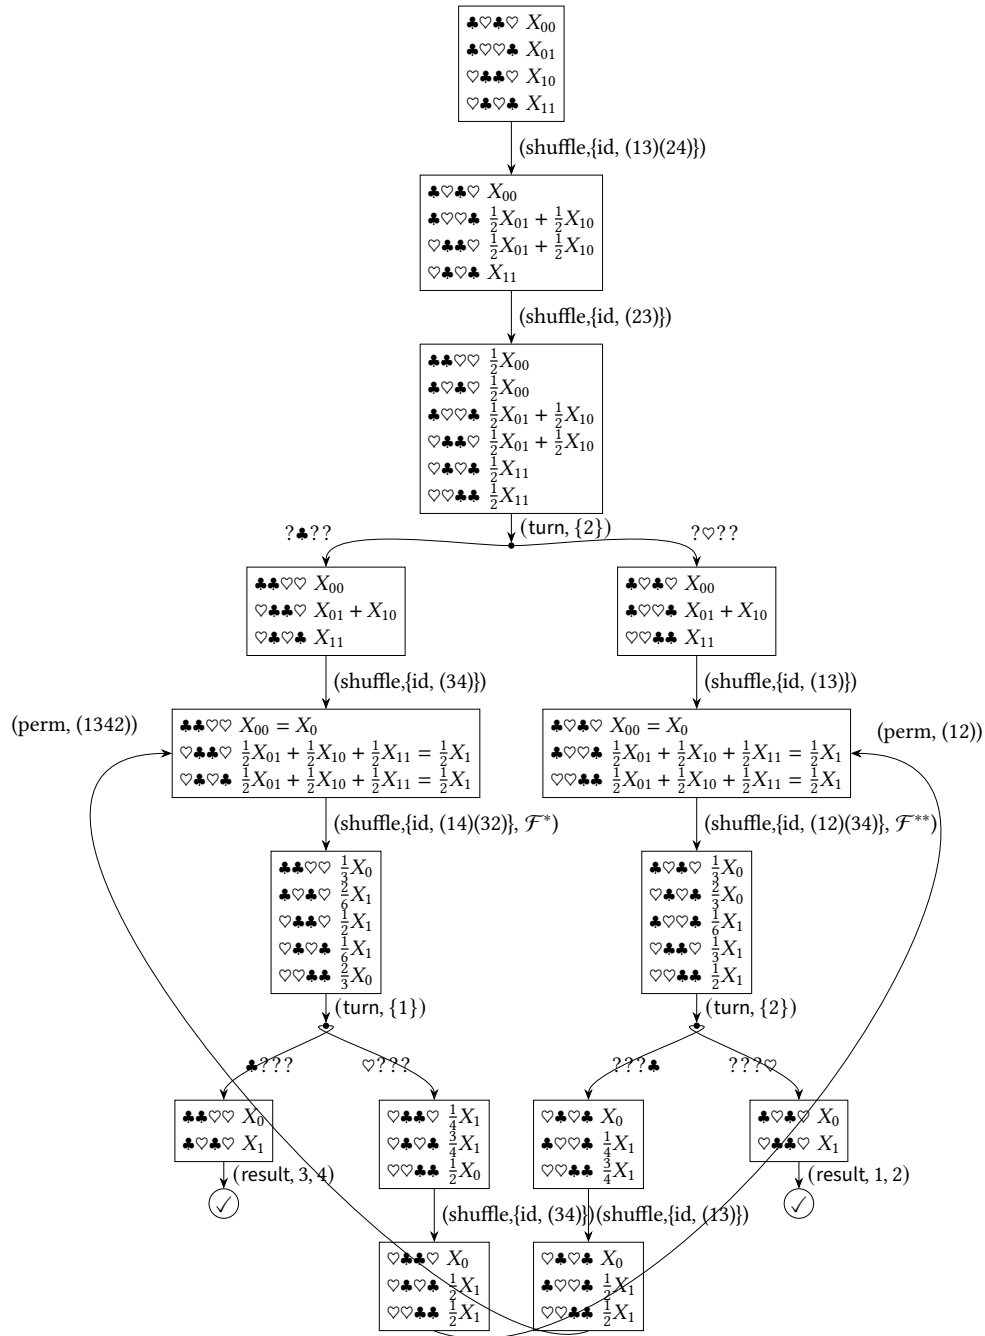 ♣♡♣♡ X₀₀
♣♡♡♣ X₀₁
♡♣♣♡ X₁₀
♡♣♡♣ X₁₁
(shuffle,{id, (13)(24)})
♣♡♣♡ X₀₀
♣♡♡♣ ½X₀₁ + ½X₁₀
♡♣♣♡ ½X₀₁ + ½X₁₀
♡♣♡♣ X₁₁
(shuffle,{id, (23)})
♣♣♡♡ ½X₀₀
♣♡♣♡ ½X₀₀
♣♡♡♣ ½X₀₁ + ½X₁₀
♡♣♣♡ ½X₀₁ + ½X₁₀
♡♣♡♣ ½X₁₁
♡♡♣♣ ½X₁₁
(turn, {2})
?♣?? ?♡??
♣♣♡♡ X₀₀
♡♣♣♡ X₀₁ + X₁₀
♡♣♡♣ X₁₁
♣♡♣♡ X₀₀
♣♡♡♣ X₀₁ + X₁₀
♡♡♣♣ X₁₁
(shuffle,{id, (34)}) (shuffle,{id, (13)})
(perm, (1342)) (perm, (12))
♣♣♡♡ X₀₀ = X₀
♡♣♣♡ ½X₀₁ + ½X₁₀ + ½X₁₁ = ½X₁
♡♣♡♣ ½X₀₁ + ½X₁₀ + ½X₁₁ = ½X₁
♣♡♣♡ X₀₀ = X₀
♣♡♡♣ ½X₀₁ + ½X₁₀ + ½X₁₁ = ½X₁
♡♡♣♣ ½X₀₁ + ½X₁₀ + ½X₁₁ = ½X₁
(shuffle,{id, (14)(32)}, ℱ*) (shuffle,{id, (12)(34)}, ℱ**)
♣♣♡♡ ⅓X₀
♣♡♣♡ 2/6X₁
♡♣♣♡ ½X₁
♡♣♡♣ ⅙X₁
♡♡♣♣ ⅔X₀
♣♡♣♡ ⅓X₀
♡♣♡♣ ⅔X₀
♣♡♡♣ ⅙X₁
♡♣♣♡ ⅓X₁
♡♡♣♣ ½X₁
(turn, {1}) (turn, {2})
♣??? ♡??? ???♣ ???♡
♣♣♡♡ X₀
♣♡♣♡ X₁
♡♣♣♡ ¼X₁
♡♣♡♣ ¾X₁
♡♡♣♣ ½X₀
♡♣♡♣ X₀
♣♡♡♣ ¼X₁
♡♡♣♣ ¾X₁
♣♡♣♡ X₀
♡♣♣♡ X₁
(result, 3, 4) (result, 1, 2)
✓ ✓
(shuffle,{id, (34)}) (shuffle,{id, (13)})
♡♣♣♡ X₀
♡♣♡♣ ½X₁
♡♡♣♣ ½X₁
♡♣♡♣ X₀
♣♡♡♣ ½X₁
♡♡♣♣ ½X₁